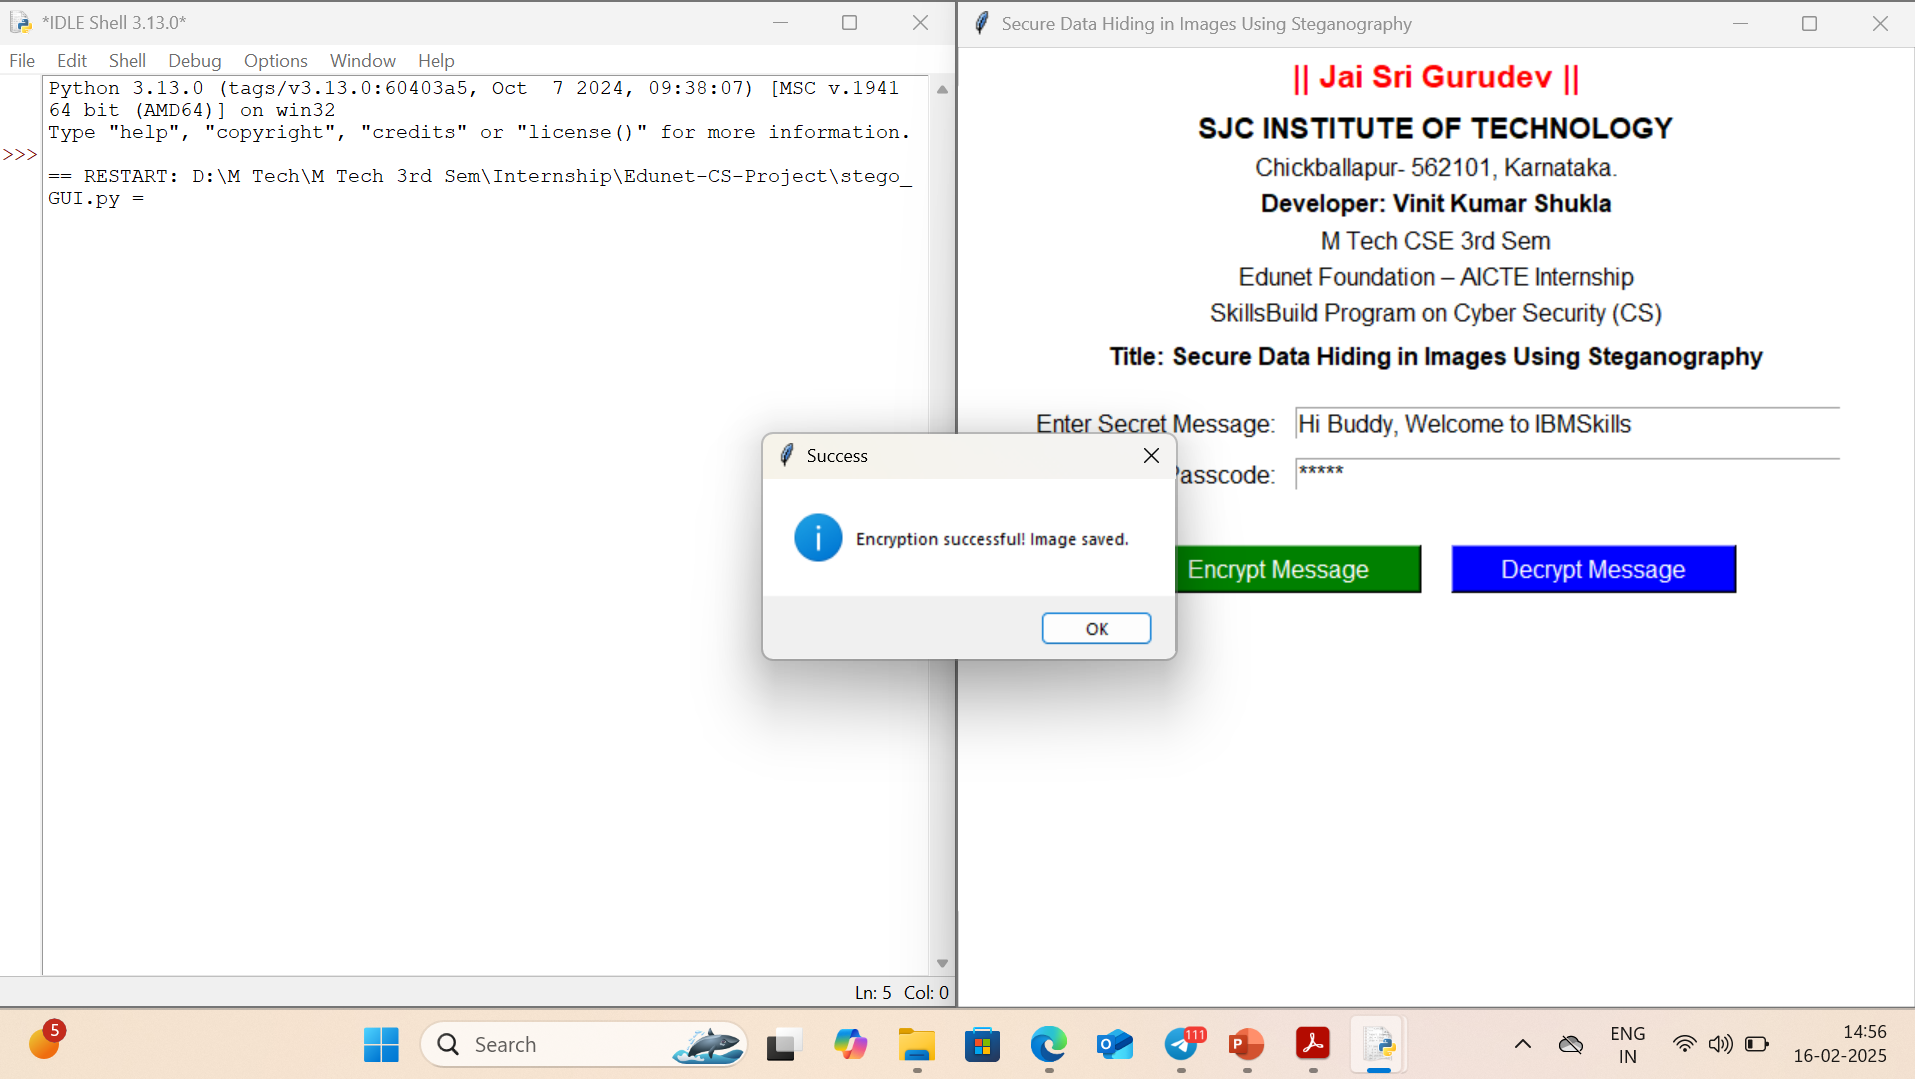 *IDLE Shell 3.13.0*
File Edit Shell Debug Options Window Help
Python 3.13.0 (tags/v3.13.0:60403a5, Oct  7 2024, 09:38:07) [MSC v.1941
64 bit (AMD64)] on win32
Type "help", "copyright", "credits" or "license()" for more information.
>>>
== RESTART: D:\M Tech\M Tech 3rd Sem\Internship\Edunet-CS-Project\stego_
GUI.py =
Ln: 5 Col: 0
Secure Data Hiding in Images Using Steganography
|| Jai Sri Gurudev ||
SJC INSTITUTE OF TECHNOLOGY
Chickballapur- 562101, Karnataka.
Developer: Vinit Kumar Shukla
M Tech CSE 3rd Sem
Edunet Foundation – AICTE Internship
SkillsBuild Program on Cyber Security (CS)
Title: Secure Data Hiding in Images Using Steganography
Enter Secret Message: Hi Buddy, Welcome to IBMSkills
asscode: *****
Encrypt Message Decrypt Message
Success
Encryption successful! Image saved.
OK
5
Search
111
ENG
IN
14:56
16-02-2025